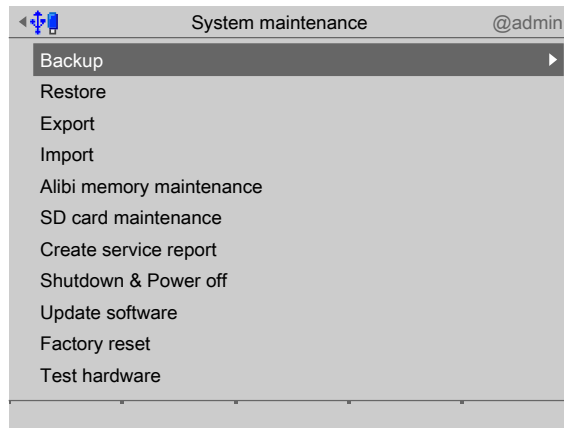 System maintenance @admin
Backup
Restore
Export
Import
Alibi memory maintenance
SD card maintenance
Create service report
Shutdown & Power off
Update software
Factory reset
Test hardware